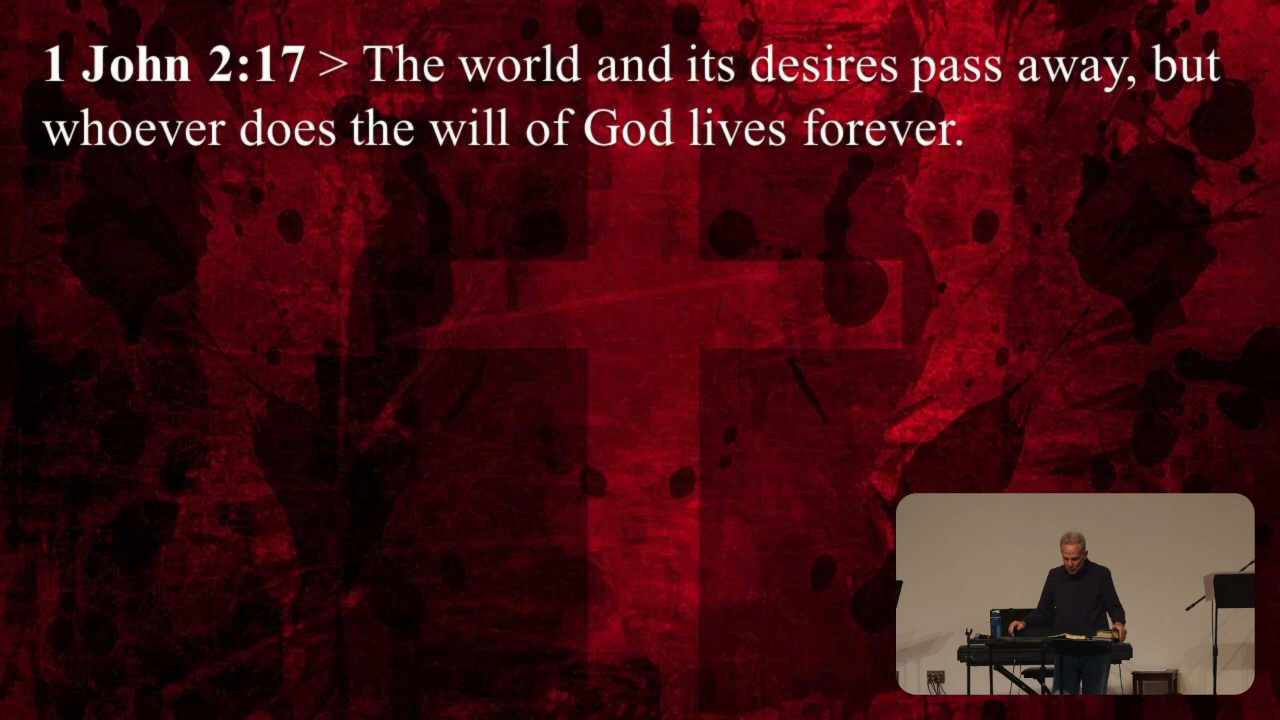 1 John 2:17 > The world and its desires pass away, but
whoever does the will of God lives forever.